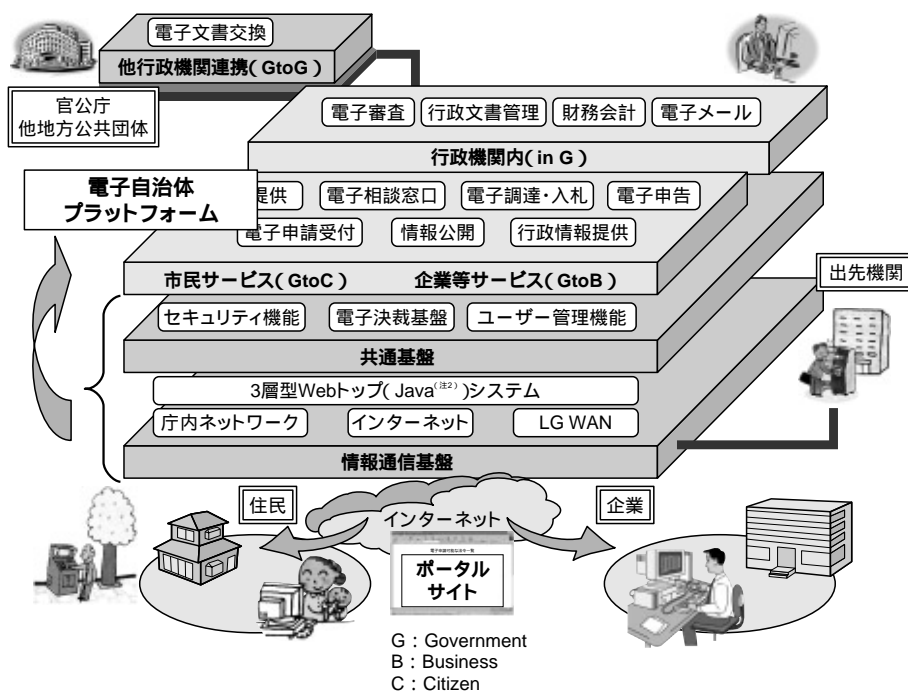 電子文書交換
他行政機関連携(GtoG)
官公庁
他地方公共団体
電子審査 行政文書管理 財務会計 電子メール
行政機関内(in G)
電子自治体
プラットフォーム
提供 電子相談窓口 電子調達・入札 電子申告
電子申請受付 情報公開 行政情報提供
市民サービス(GtoC) 企業等サービス(GtoB)
出先機関
セキュリティ機能 電子決裁基盤 ユーザー管理機能
共通基盤
3層型Webトップ(Java(注2))システム
庁内ネットワーク インターネット LG WAN
情報通信基盤
住民 企業
インターネット
ポータル
サイト
G:Government
B:Business
C:Citizen